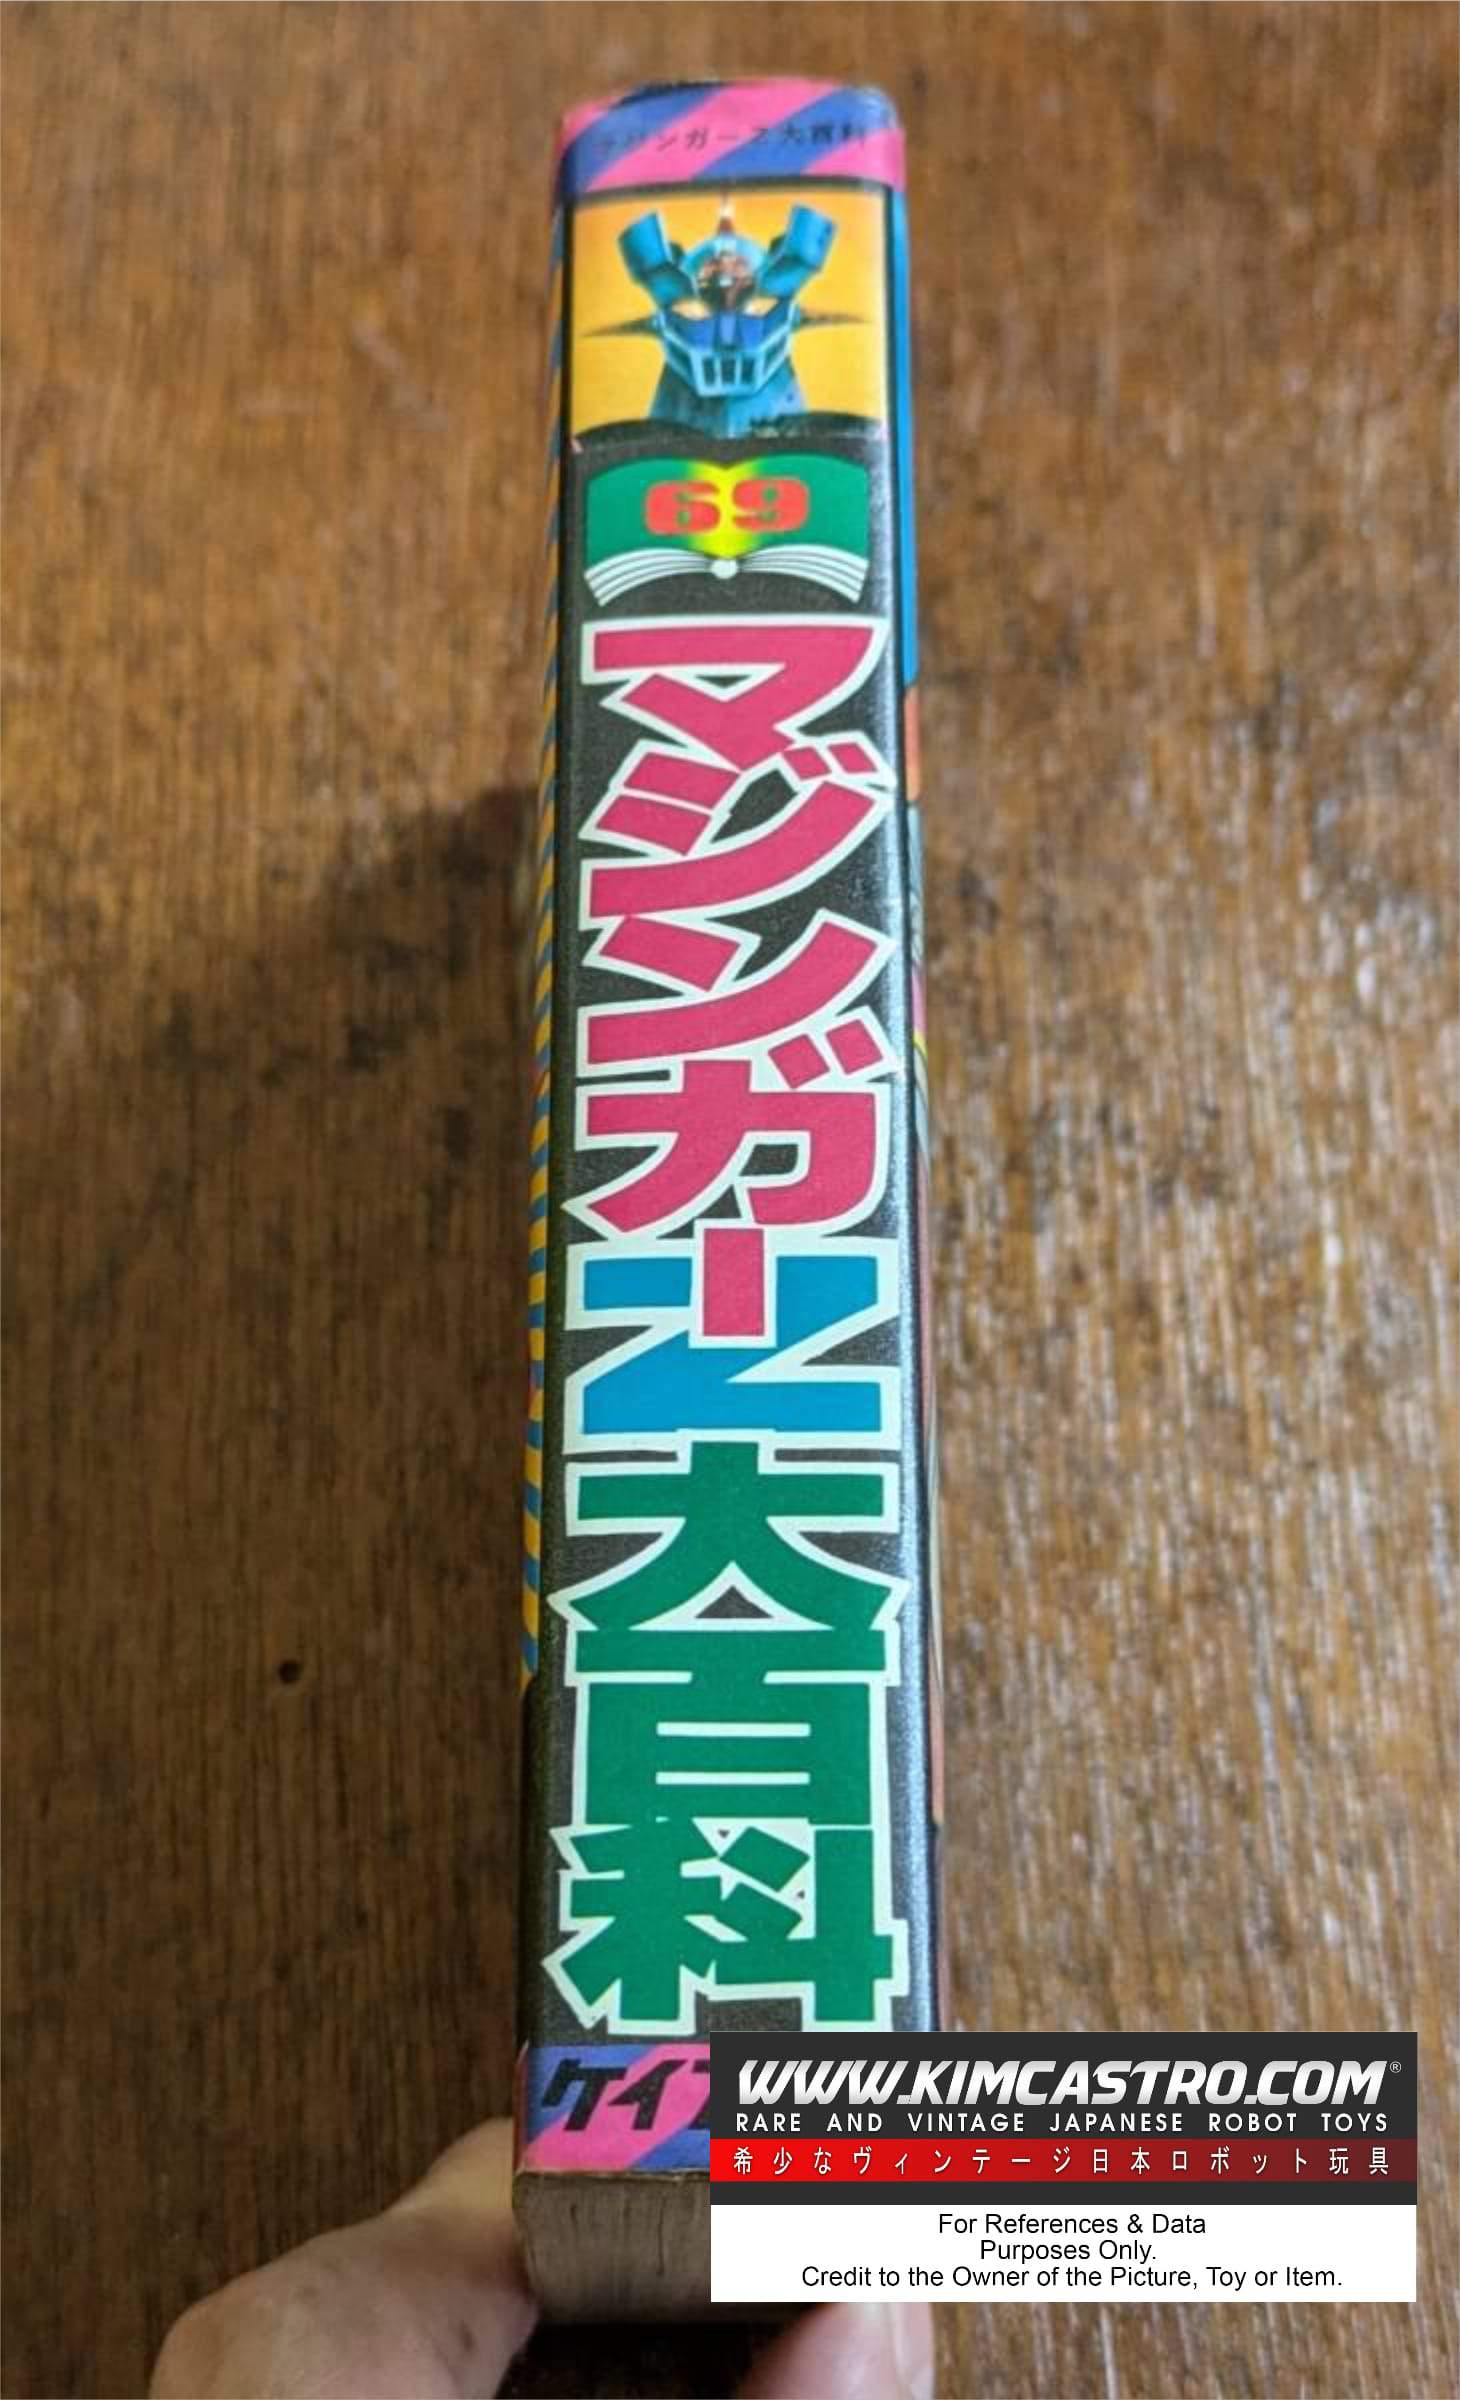 マジンガーZ大百科
69
マジンガーZ大百科
ケイブ
WWW.KIMCASTRO.COM®
RARE AND VINTAGE JAPANESE ROBOT TOYS
希少なヴィンテージ日本ロボット玩具
For References & Data
Purposes Only.
Credit to the Owner of the Picture, Toy or Item.